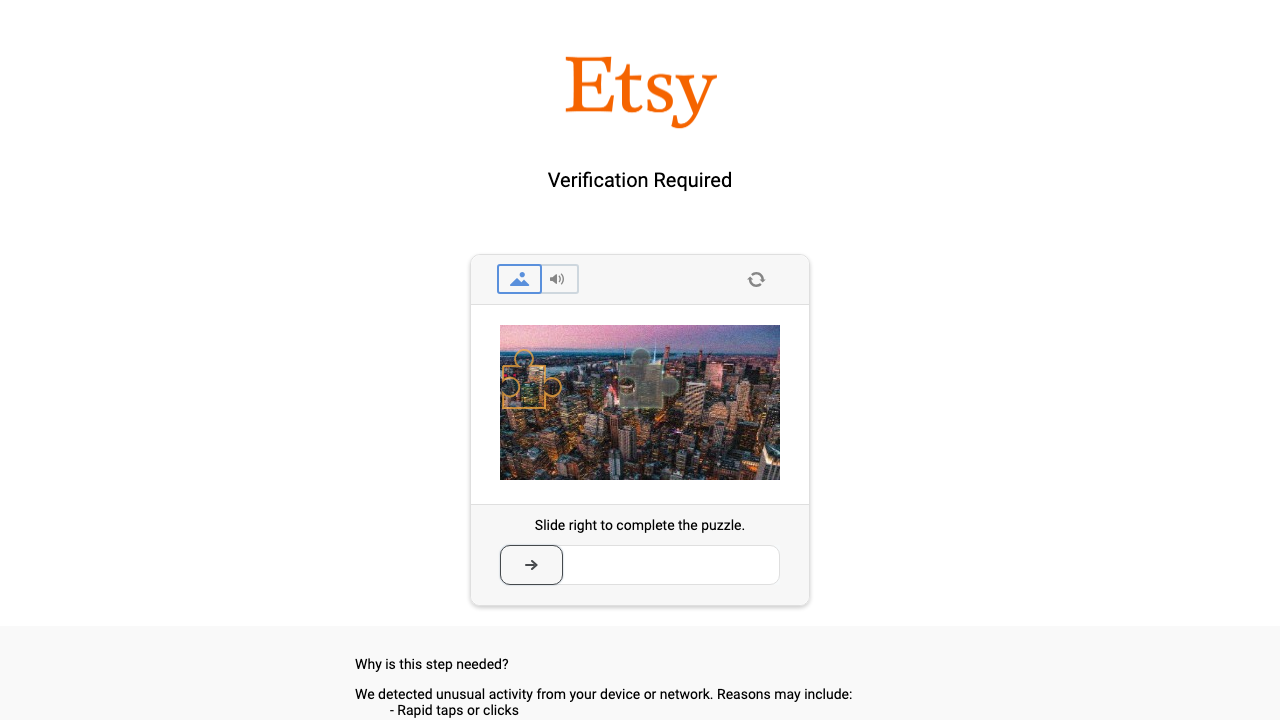 Etsy
Verification Required
Slide right to complete the puzzle.
Why is this step needed?
We detected unusual activity from your device or network. Reasons may include:
- Rapid taps or clicks